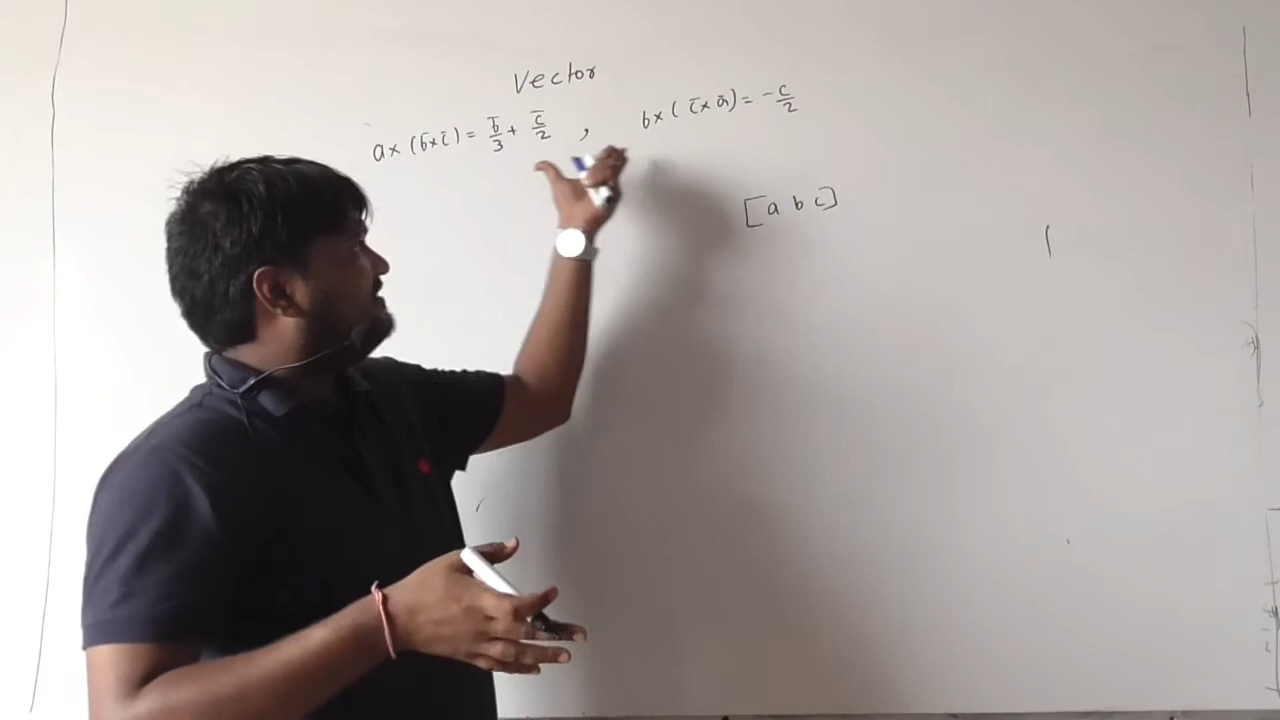 Vector
a × (b̄ × c̄) = b̄/3 + c̄/2 , b × ( c̄ × ā) = - c/2
[a b c]